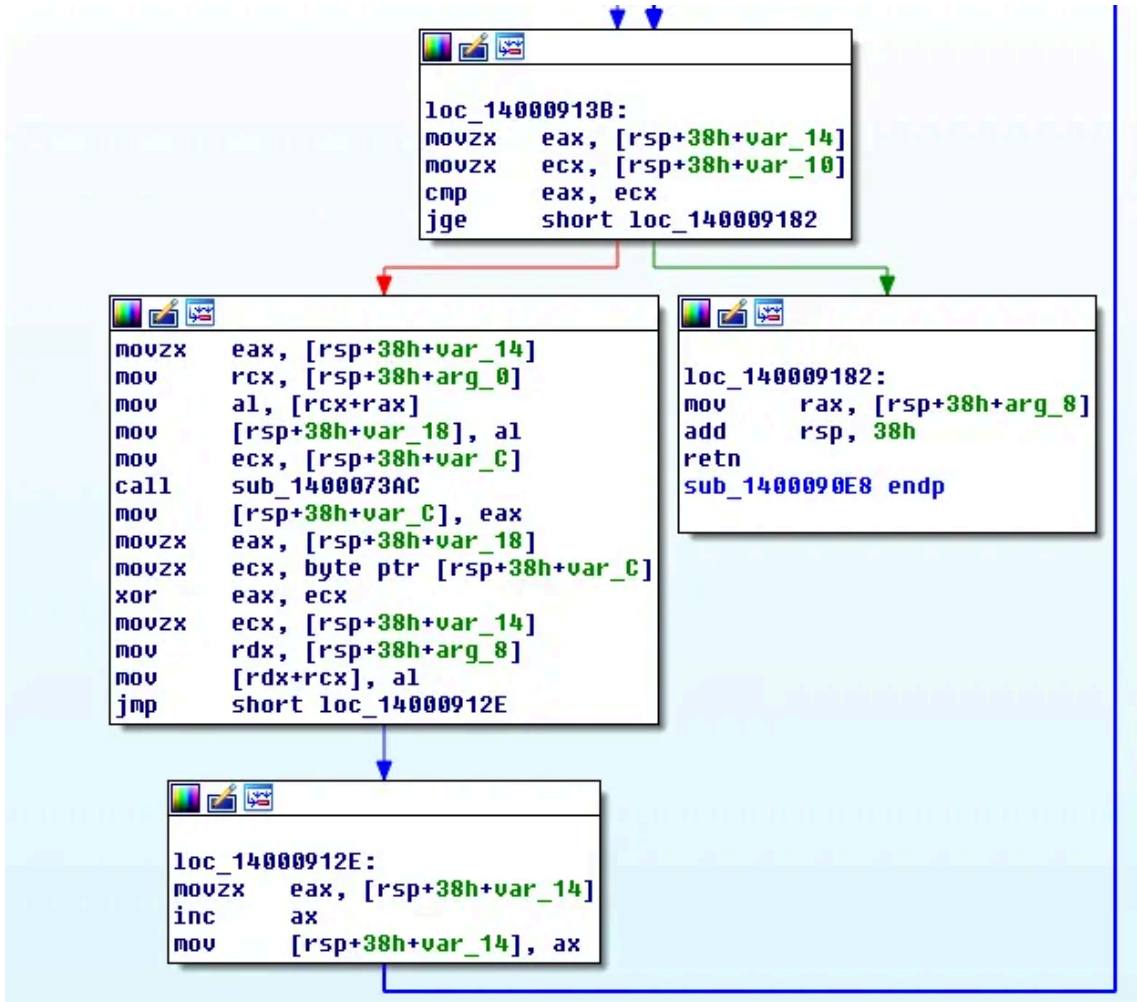 loc_14000913B:
movzx eax, [rsp+38h+var_14]
movzx ecx, [rsp+38h+var_10]
cmp eax, ecx
jge short loc_140009182
movzx eax, [rsp+38h+var_14]
mov rcx, [rsp+38h+arg_0]
mov al, [rcx+rax]
mov [rsp+38h+var_18], al
mov ecx, [rsp+38h+var_C]
call sub_1400073AC
mov [rsp+38h+var_C], eax
movzx eax, [rsp+38h+var_18]
movzx ecx, byte ptr [rsp+38h+var_C]
xor eax, ecx
movzx ecx, [rsp+38h+var_14]
mov rdx, [rsp+38h+arg_8]
mov [rdx+rcx], al
jmp short loc_14000912E
loc_140009182:
mov rax, [rsp+38h+arg_8]
add rsp, 38h
retn
sub_1400090E8 endp
loc_14000912E:
movzx eax, [rsp+38h+var_14]
inc ax
mov [rsp+38h+var_14], ax